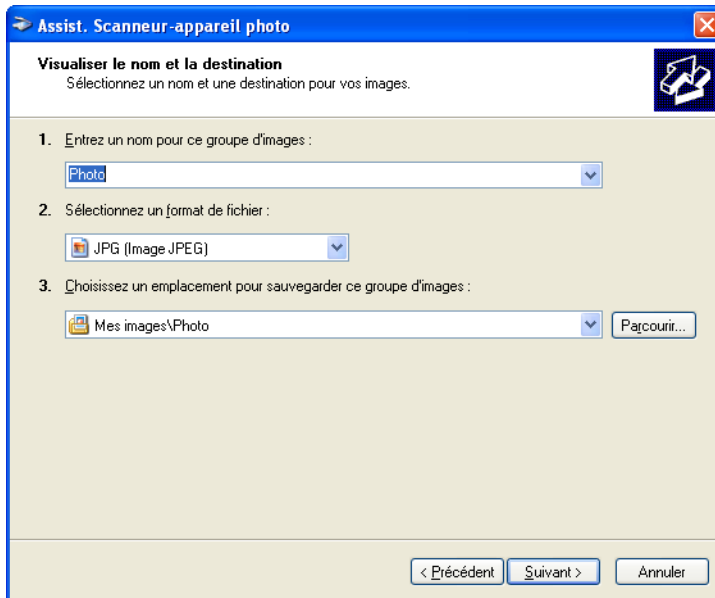 Assist. Scanneur-appareil photo
Visualiser le nom et la destination
Sélectionnez un nom et une destination pour vos images.
1. Entrez un nom pour ce groupe d'images :
Photo
2. Sélectionnez un format de fichier :
JPG (Image JPEG)
3. Choisissez un emplacement pour sauvegarder ce groupe d'images :
Mes images\Photo
Parcourir...
< Précédent
Suivant >
Annuler